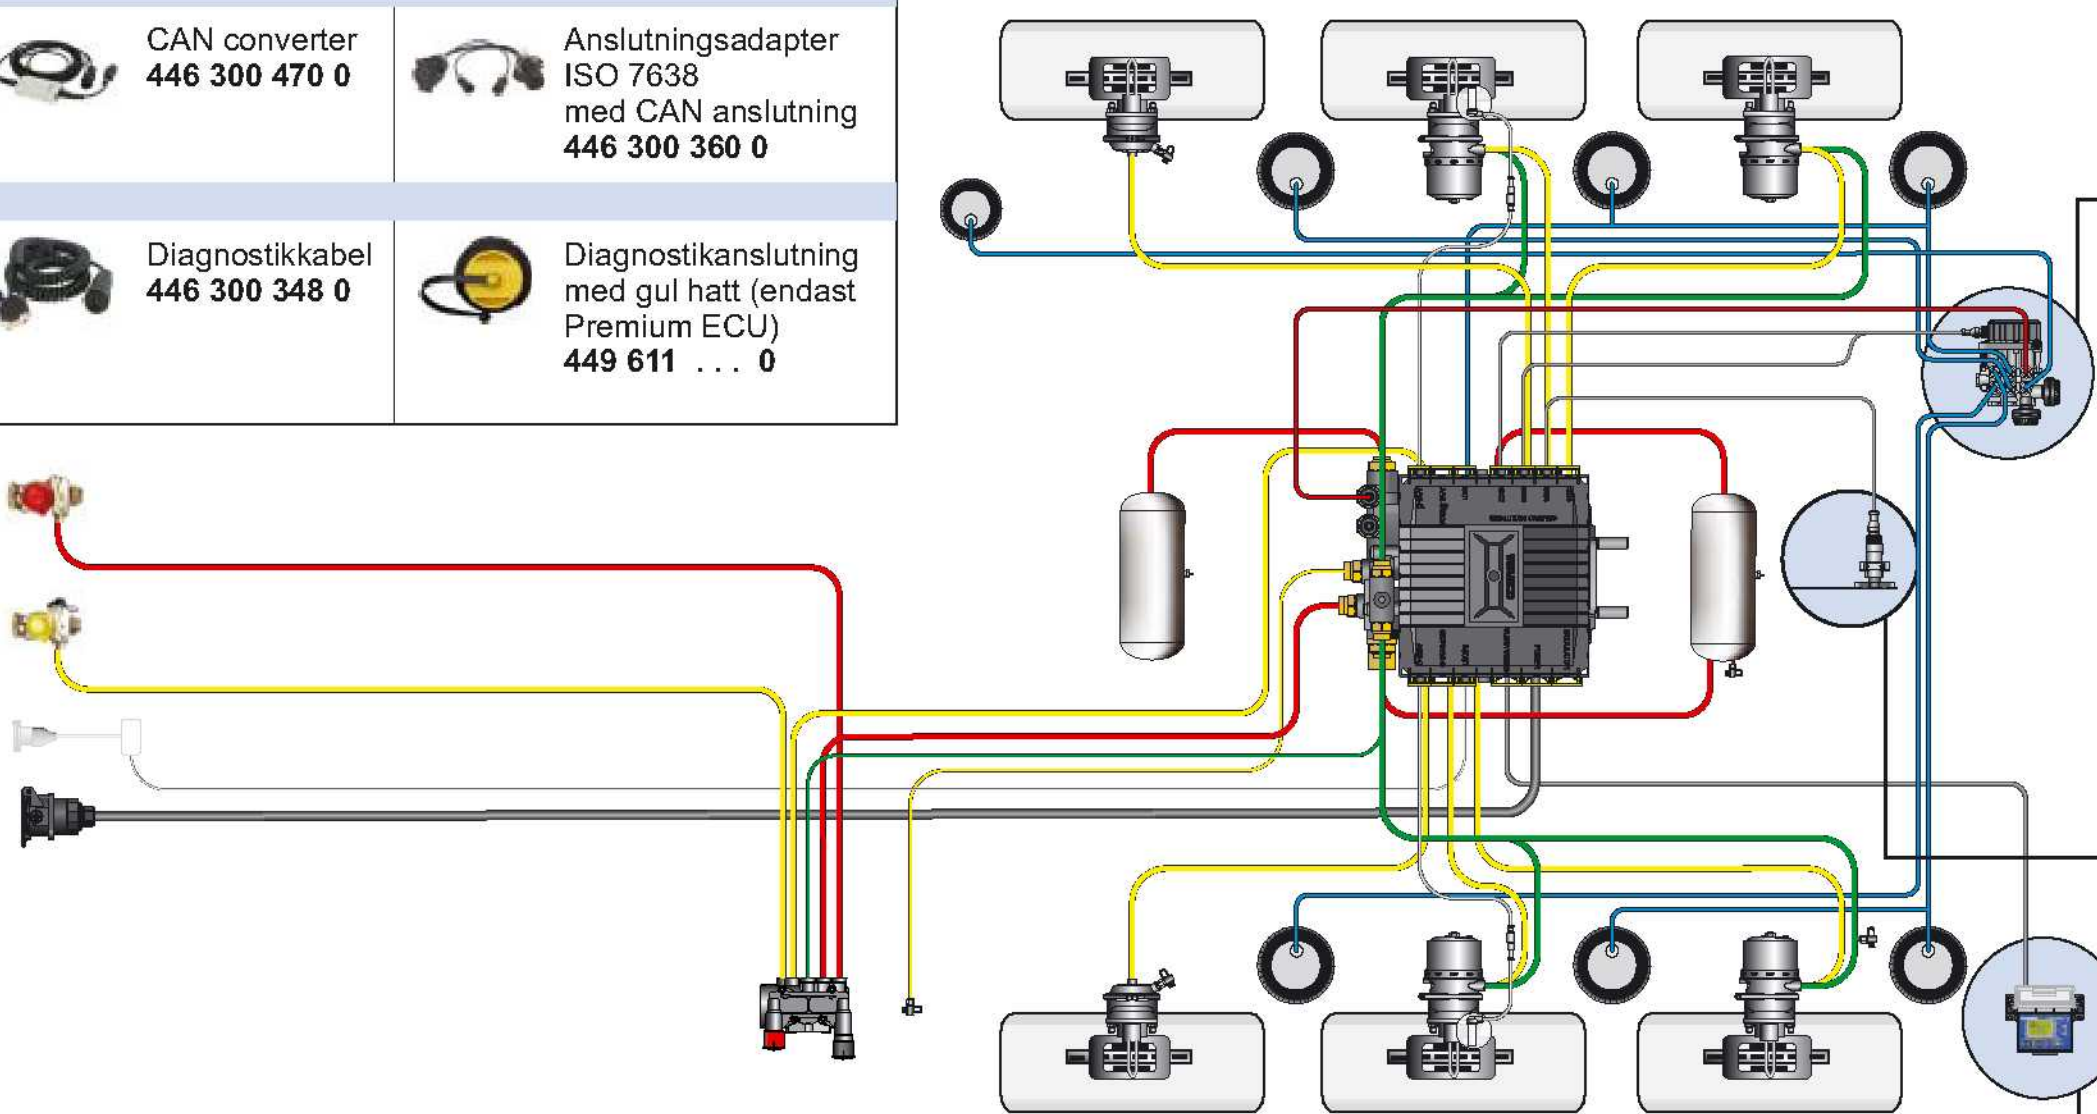 CAN converter
446 300 470 0
Anslutningsadapter
ISO 7638
med CAN anslutning
446 300 360 0
Diagnostikkabel
446 300 348 0
Diagnostikanslutning
med gul hatt (endast
Premium ECU)
449 611 . . . 0